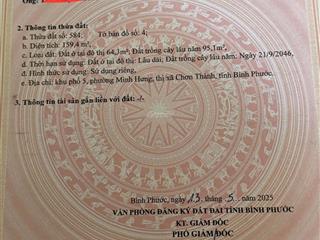 Ông:
2. Thông tin thửa đất:
a. Thửa đất số: 584; Tờ bản đồ số: 4;
b. Diện tích: 159,4 m²;
c. Loại đất: Đất ở tại đô thị 64,3m²; Đất trồng cây lâu năm 95,1m²;
d. Thời hạn sử dụng: Đất ở tại đô thị: Lâu dài; Đất trồng cây lâu năm: Ngày 21/9/2046;
đ. Hình thức sử dụng: Sử dụng riêng;
e. Địa chỉ: khu phố 5, phường Minh Hưng, thị xã Chơn Thành, tỉnh Bình Phước.
3. Thông tin tài sản gắn liền với đất: -/-
Bình Phước, ngày 13 tháng 5 năm 2025
VĂN PHÒNG ĐĂNG KÝ ĐẤT ĐAI TỈNH BÌNH PHƯỚC
KT. GIÁM ĐỐC
PHÓ GIÁM ĐỐC